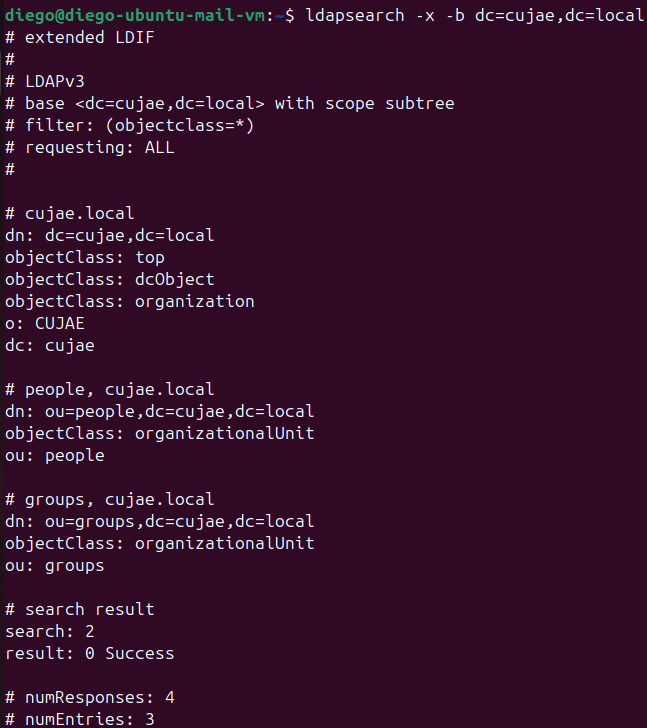 diego@diego-ubuntu-mail-vm:~$ ldapsearch -x -b dc=cujae,dc=local
# extended LDIF
#
# LDAPv3
# base <dc=cujae,dc=local> with scope subtree
# filter: (objectclass=*)
# requesting: ALL
#

# cujae.local
dn: dc=cujae,dc=local
objectClass: top
objectClass: dcObject
objectClass: organization
o: CUJAE
dc: cujae

# people, cujae.local
dn: ou=people,dc=cujae,dc=local
objectClass: organizationalUnit
ou: people

# groups, cujae.local
dn: ou=groups,dc=cujae,dc=local
objectClass: organizationalUnit
ou: groups

# search result
search: 2
result: 0 Success

# numResponses: 4
# numEntries: 3